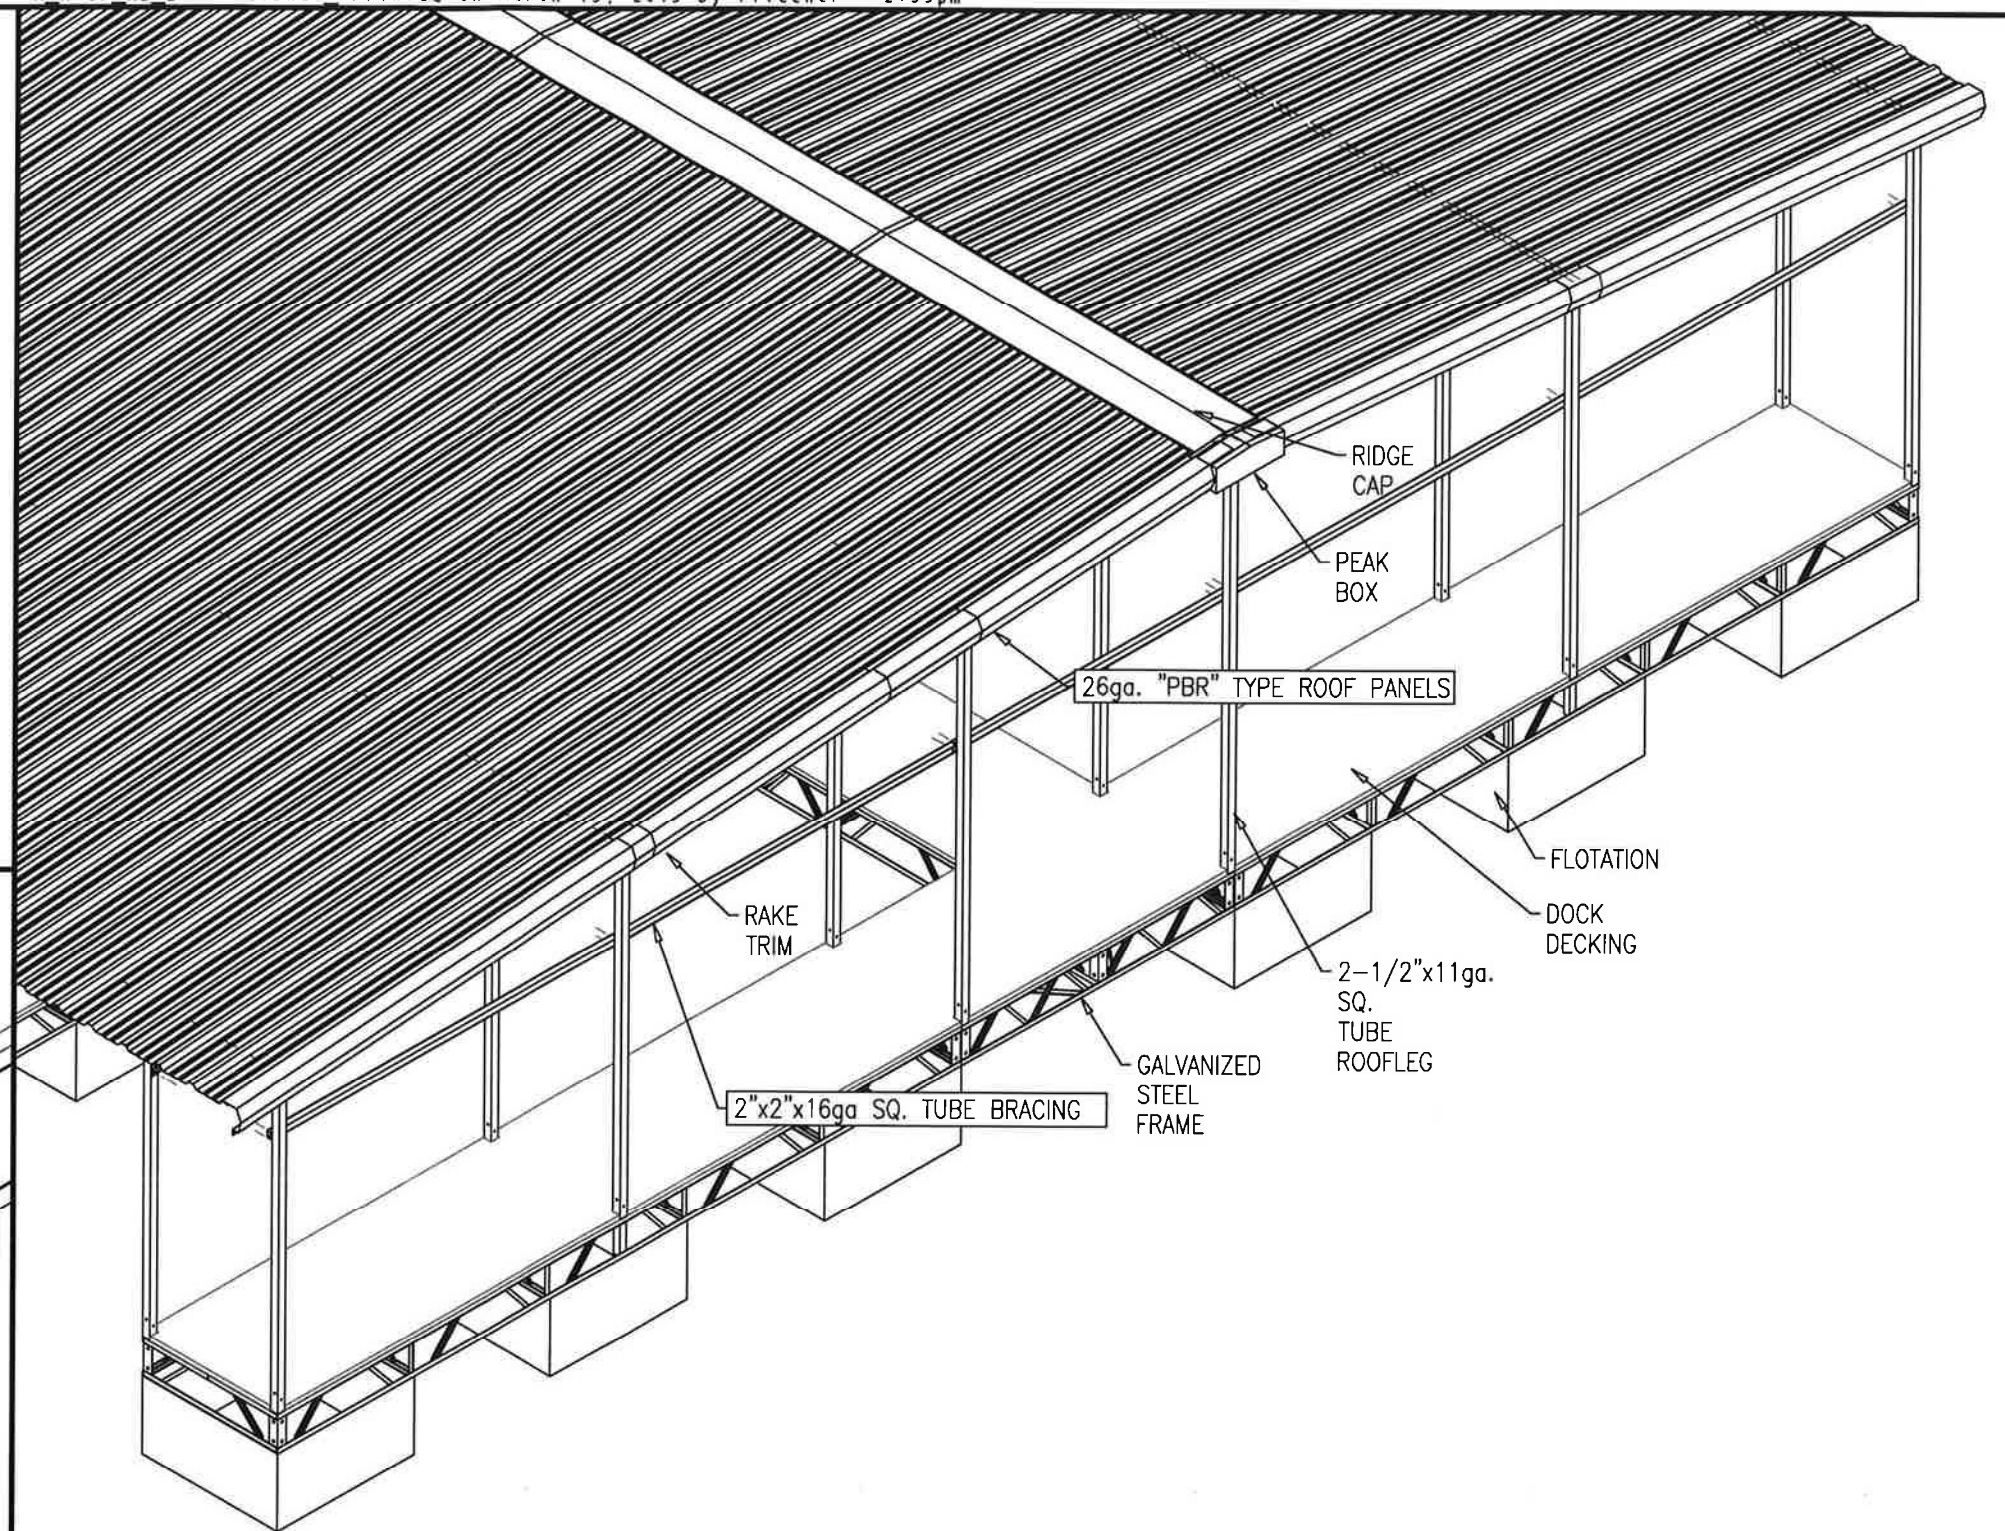 RIDGE
CAP
PEAK
BOX
26ga. "PBR" TYPE ROOF PANELS
FLOTATION
RAKE
TRIM
DOCK
DECKING
2-1/2"x11ga.
SQ.
TUBE
ROOFLEG
GALVANIZED
STEEL
FRAME
2"x2"x16ga SQ. TUBE BRACING